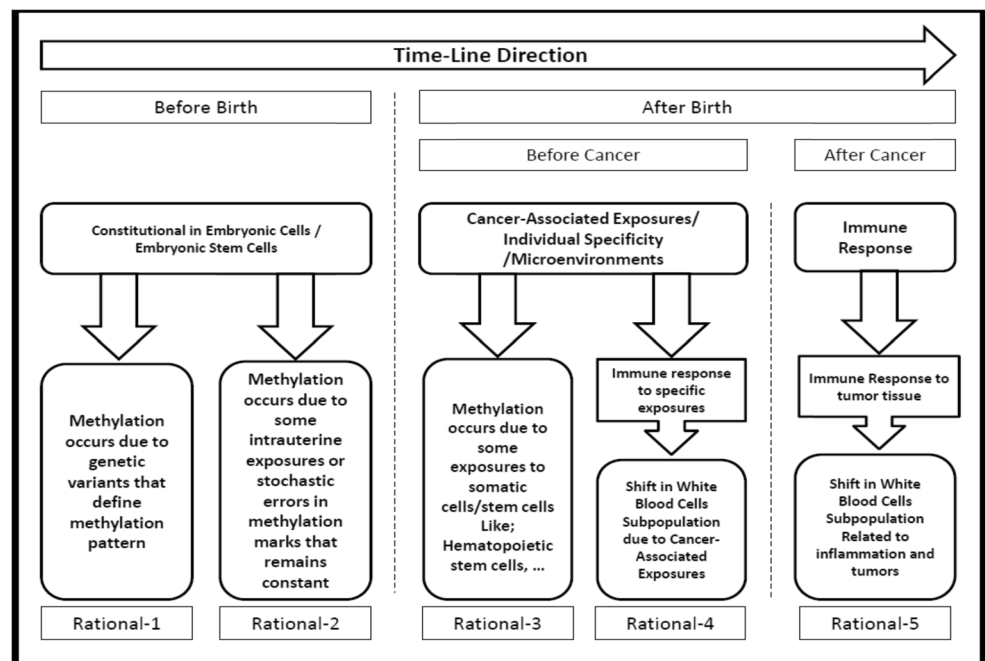 Time-Line Direction
Before Birth
After Birth
Before Cancer
After Cancer
Constitutional in Embryonic Cells /
Embryonic Stem Cells
Cancer-Associated Exposures/
Individual Specificity
/Microenvironments
Immune
Response
Methylation
occurs due to
genetic
variants that
define
methylation
pattern
Methylation
occurs due to
some
intrauterine
exposures or
stochastic
errors in
methylation
marks that
remains
constant
Methylation
occurs due to
some
exposures to
somatic
cells/stem cells
Like;
Hematopoietic
stem cells, ...
Immune response
to specific
exposures
Shift in White
Blood Cells
Subpopulation
due to Cancer-
Associated
Exposures
Immune Response to
tumor tissue
Shift in White
Blood Cells
Subpopulation
Related to
inflammation and
tumors
Rational-1
Rational-2
Rational-3
Rational-4
Rational-5